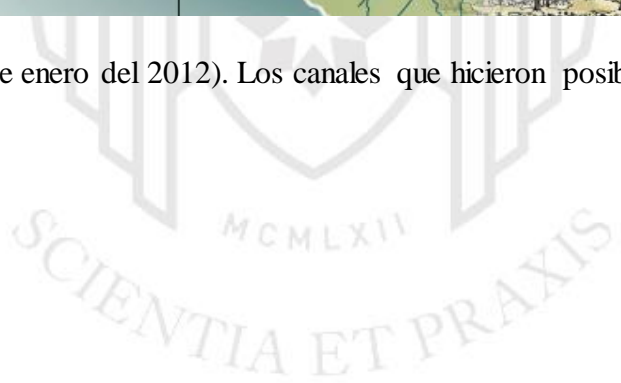 e enero del 2012). Los canales que hicieron posib
MCMLXII
SCIENTIA ET PRAXIS